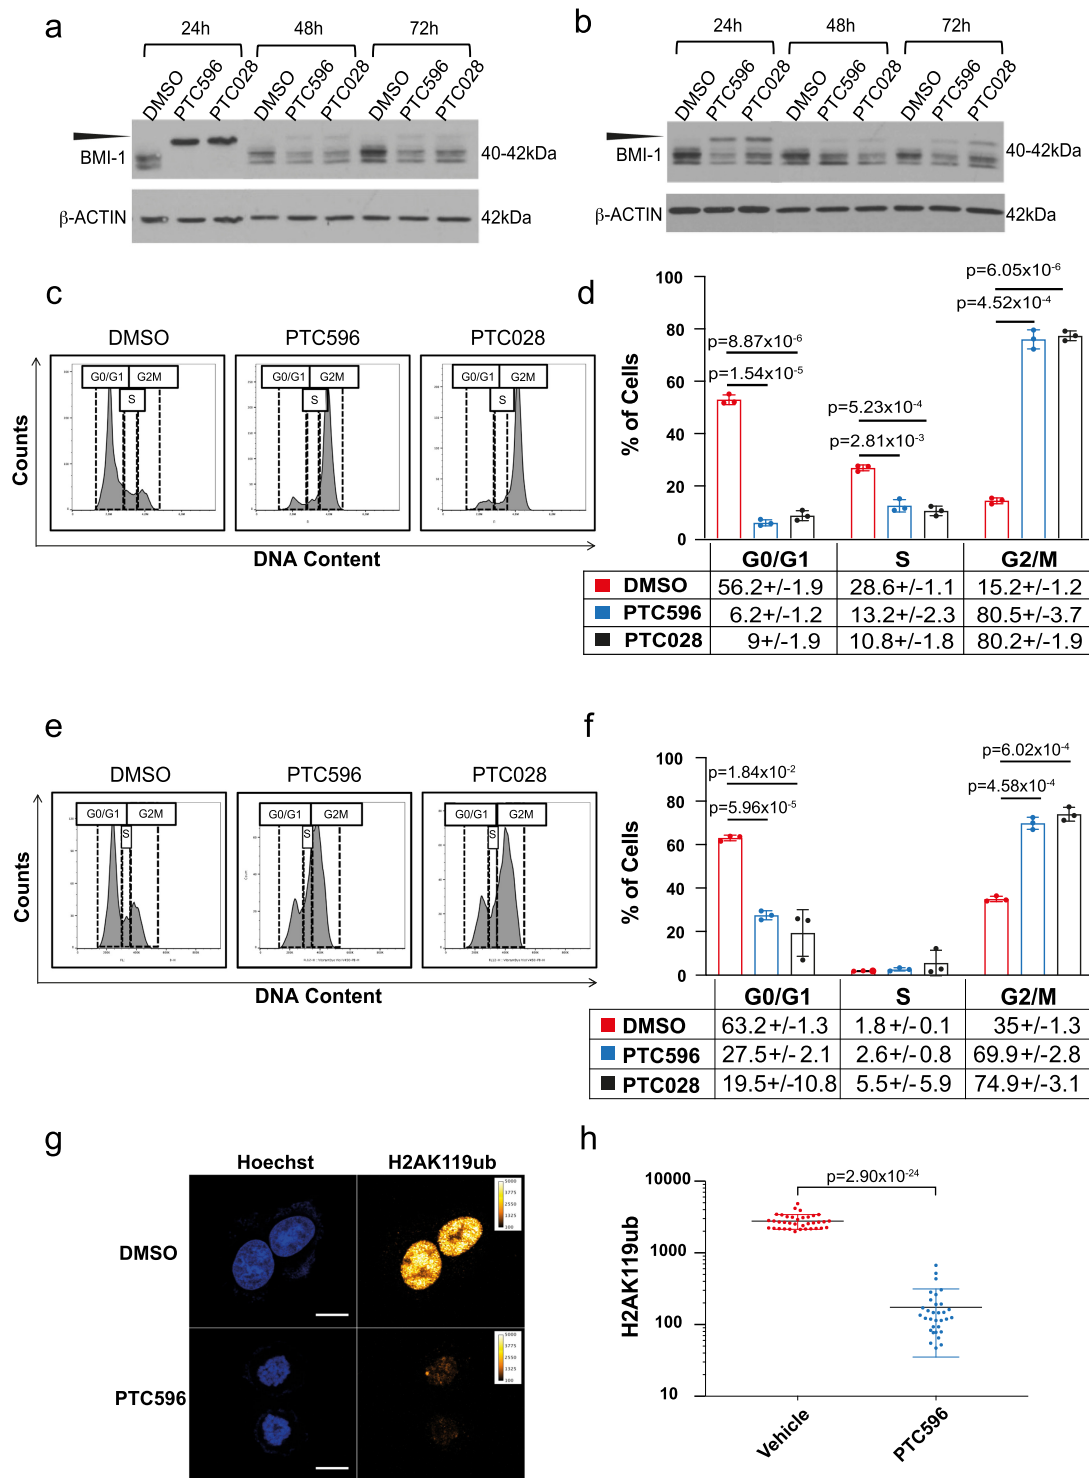 a
24h 48h 72h
DMSO PTC596 PTC028 DMSO PTC596 PTC028 DMSO PTC596 PTC028
BMI-1 40-42kDa
β-ACTIN 42kDa
b
24h 48h 72h
DMSO PTC596 PTC028 DMSO PTC596 PTC028 DMSO PTC596 PTC028
BMI-1 40-42kDa
β-ACTIN 42kDa
c
DMSO PTC596 PTC028
G0/G1 G2M S
G0/G1 G2M S
G0/G1 G2M S
Counts
DNA Content
d
% of Cells
100
80
60
40
20
0
p=8.87x10-6
p=1.54x10-5
p=5.23x10-4
p=2.81x10-3
p=6.05x10-6
p=4.52x10-4
G0/G1 S G2/M
DMSO 56.2+/-1.9 28.6+/-1.1 15.2+/-1.2
PTC596 6.2+/-1.2 13.2+/-2.3 80.5+/-3.7
PTC028 9+/-1.9 10.8+/-1.8 80.2+/-1.9
e
DMSO PTC596 PTC028
G0/G1 G2M S
G0/G1 G2M S
G0/G1 G2M S
Counts
DNA Content
f
% of Cells
100
80
60
40
20
0
p=1.84x10-2
p=5.96x10-5
p=6.02x10-4
p=4.58x10-4
G0/G1 S G2/M
DMSO 63.2+/-1.3 1.8+/-0.1 35+/-1.3
PTC596 27.5+/-2.1 2.6+/-0.8 69.9+/-2.8
PTC028 19.5+/-10.8 5.5+/-5.9 74.9+/-3.1
g
Hoechst H2AK119ub
DMSO
5000
3775
2550
1325
100
PTC596
5000
3775
2550
1325
100
h
H2AK119ub
10000
1000
100
10
p=2.90x10-24
Vehicle PTC596